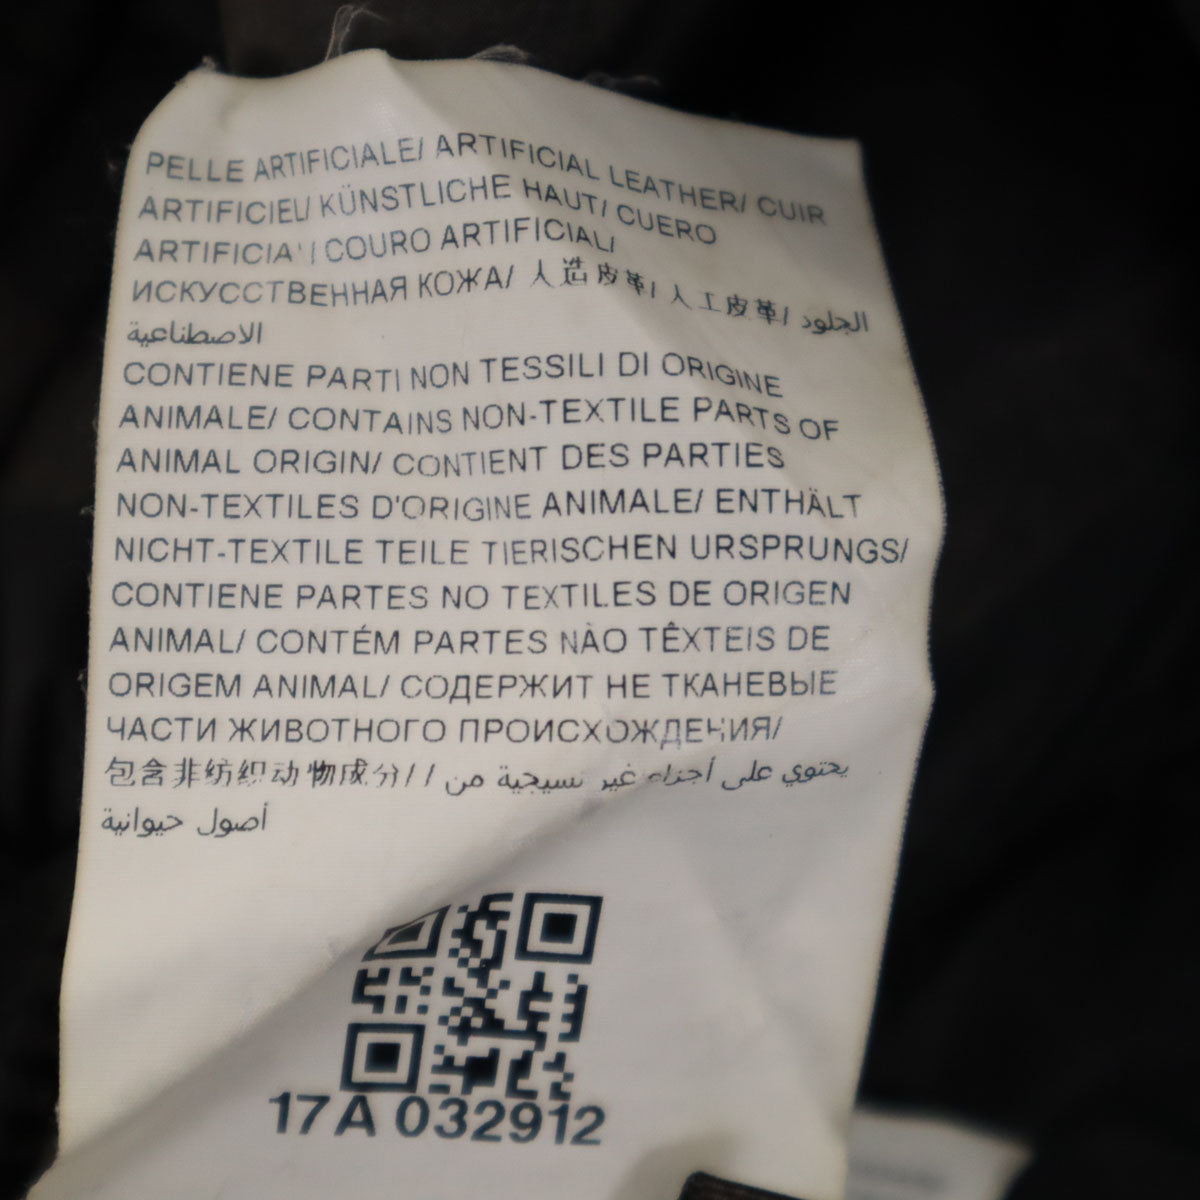 PELLE ARTIFICIALE/ ARTIFICIAL LEATHER/ CUIR
ARTIFICIEL/ KÜNSTLICHE HAUT/ CUERO
ARTIFICIA' / COURO ARTIFICIAL/
ИСКУССТВЕННАЯ КОЖА/ 人造皮革/ 人工皮革/ الجلود
الاصطناعية
CONTIENE PARTI NON TESSILI DI ORIGINE
ANIMALE/ CONTAINS NON-TEXTILE PARTS OF
ANIMAL ORIGIN/ CONTIENT DES PARTIES
NON-TEXTILES D'ORIGINE ANIMALE/ ENTHÄLT
NICHT-TEXTILE TEILE TIERISCHEN URSPRUNGS/
CONTIENE PARTES NO TEXTILES DE ORIGEN
ANIMAL/ CONTÉM PARTES NÃO TÊXTEIS DE
ORIGEM ANIMAL/ СОДЕРЖИТ НЕ ТКАНЕВЫЕ
ЧАСТИ ЖИВОТНОГО ПРОИСХОЖДЕНИЯ/
包含非纺织动物成分/ / يحتوي على أجزاء غير نسيجية من
أصول حيوانية
17A 032912